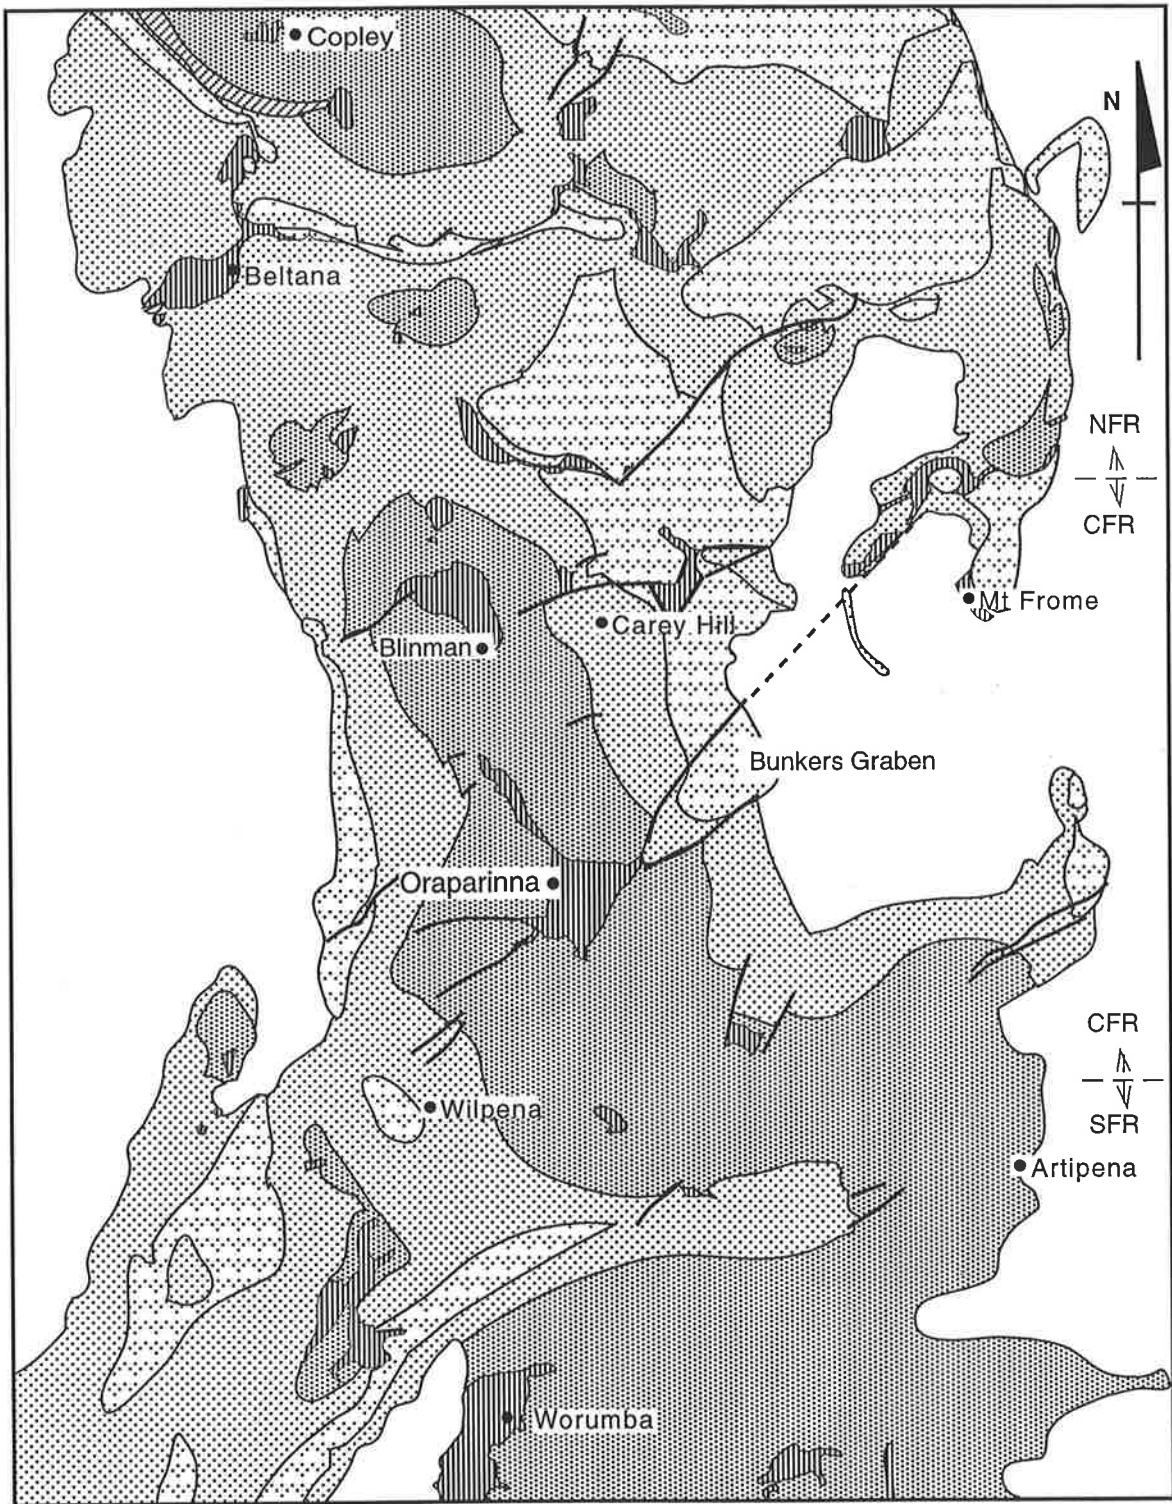 Copley
N
Beltana
NFR
CFR
Mt Frome
Carey Hill
Blinman
Bunkers Graben
Oraparinna
CFR
SFR
Wilpena
Artipena
Worumba